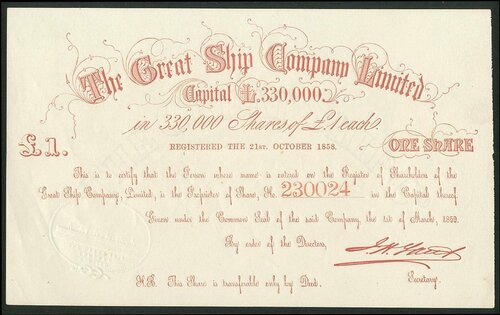 The Great Ship Company Limited
Capital £.330,000.
in 330,000 Shares of £.1 each.
REGISTERED THE 21ST. OCTOBER 1858.
£1.
ONE SHARE
This is to certify that the Person whose name is entered on the Register of Shareholders of the
Great Ship Company, Limited, is the Proprietor of Share, No. 230024 in the Capital thereof
Given under the Common Seal of the said Company, the 1st of March, 1859.
By order of the Directors,
Secretary.
N.B. This Share is transferable only by Deed.